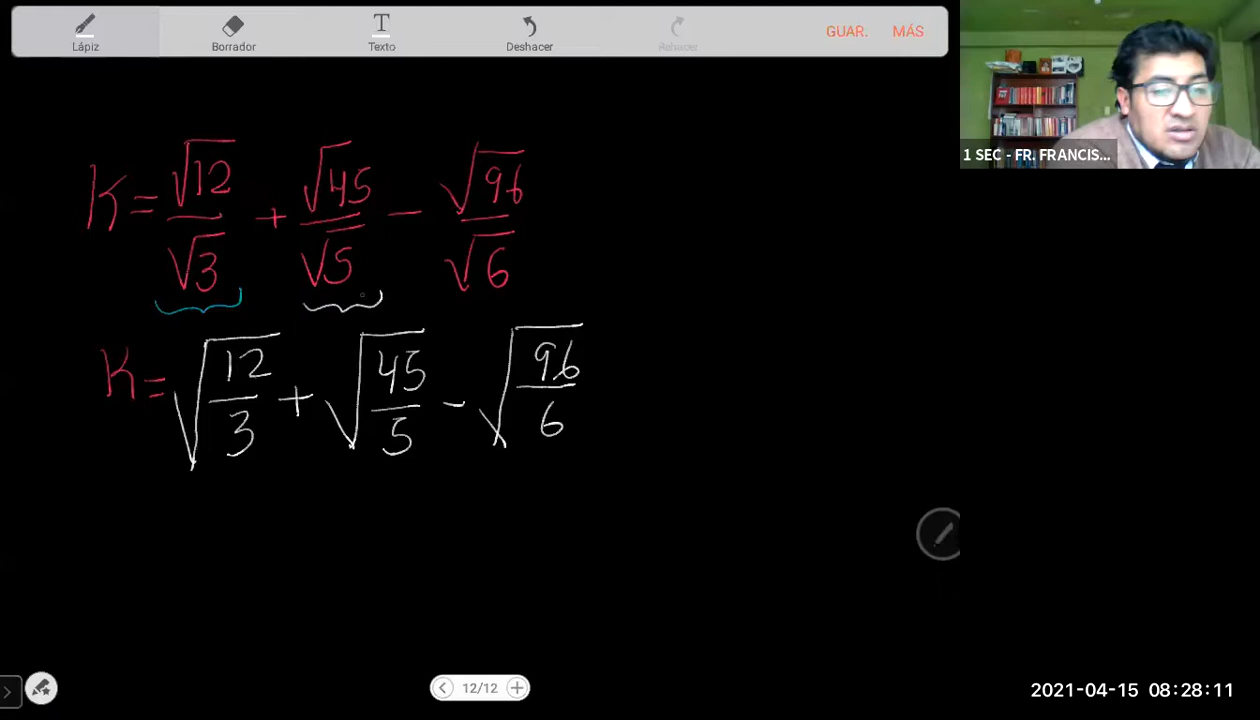 Lápiz Borrador Texto Deshacer Rehacer GUAR. MÁS
1 SEC - FR. FRANCIS...
K = √12/√3 + √45/√5 − √96/√6
K = √(12/3) + √(45/5) − √(96/6)
12/12
2021-04-15 08:28:11